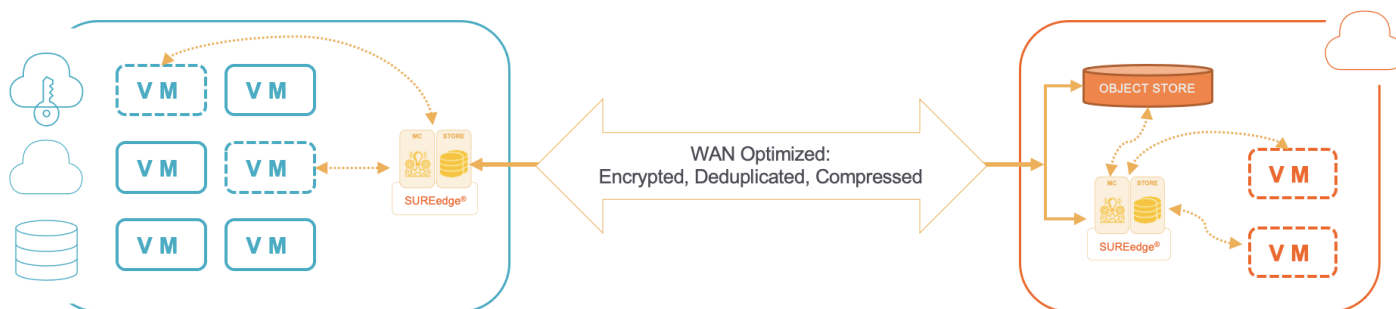 V M
V M
V M
V M
V M
V M
MC STORE
SUREedge®
WAN Optimized:
Encrypted, Deduplicated, Compressed
OBJECT STORE
MC STORE
SUREedge®
V M
V M